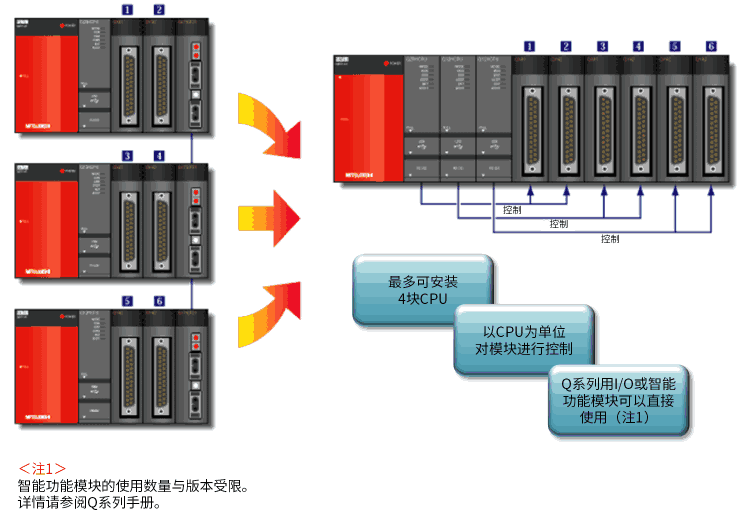 1 2
3 4
5 6
1 2 3 4 5 6
MITSUBISHI
MITSUBISHI
MITSUBISHI
MITSUBISHI
控制
控制
控制
最多可安装
4块CPU
以CPU为单位
对模块进行控制
Q系列用I/O或智能
功能模块可以直接
使用（注1）
＜注1＞
智能功能模块的使用数量与版本受限。
详情请参阅Q系列手册。